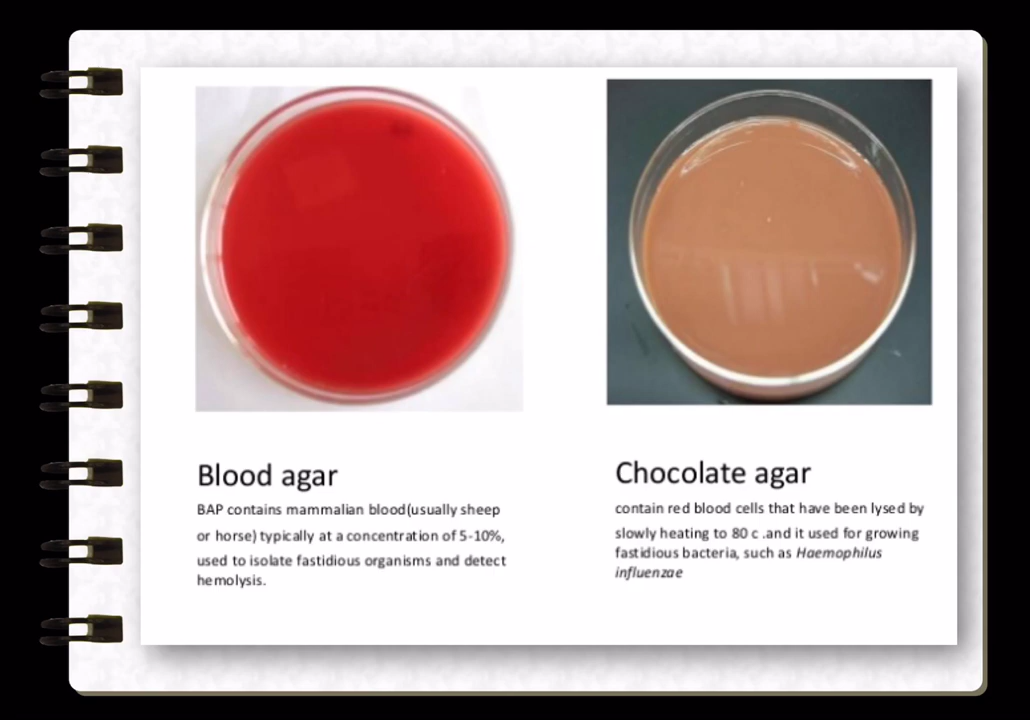 Blood agar
BAP contains mammalian blood(usually sheep
or horse) typically at a concentration of 5-10%,
used to isolate fastidious organisms and detect
hemolysis.
Chocolate agar
contain red blood cells that have been lysed by
slowly heating to 80 c .and it used for growing
fastidious bacteria, such as Haemophilus
influenzae